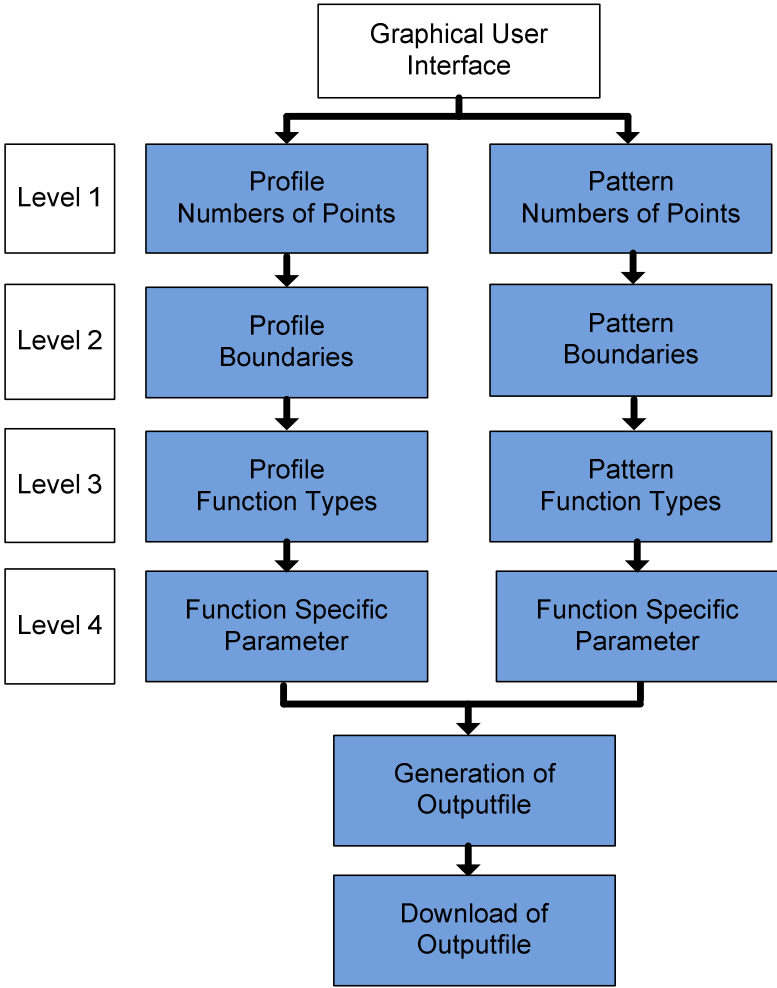 Graphical User
Interface
Level 1
Profile
Numbers of Points
Pattern
Numbers of Points
Level 2
Profile
Boundaries
Pattern
Boundaries
Level 3
Profile
Function Types
Pattern
Function Types
Level 4
Function Specific
Parameter
Function Specific
Parameter
Generation of
Outputfile
Download of
Outputfile